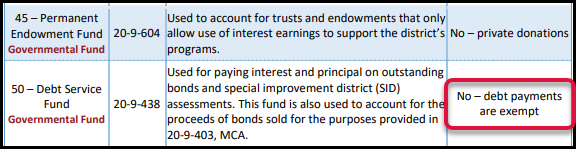 45 – Permanent
Endowment Fund
Governmental Fund
20-9-604
Used to account for trusts and endowments that only
allow use of interest earnings to support the district's
programs.
No – private donations
50 – Debt Service
Fund
Governmental Fund
20-9-438
Used for paying interest and principal on outstanding
bonds and special improvement district (SID)
assessments. This fund is also used to account for the
proceeds of bonds sold for the purposes provided in
20-9-403, MCA.
No – debt payments
are exempt